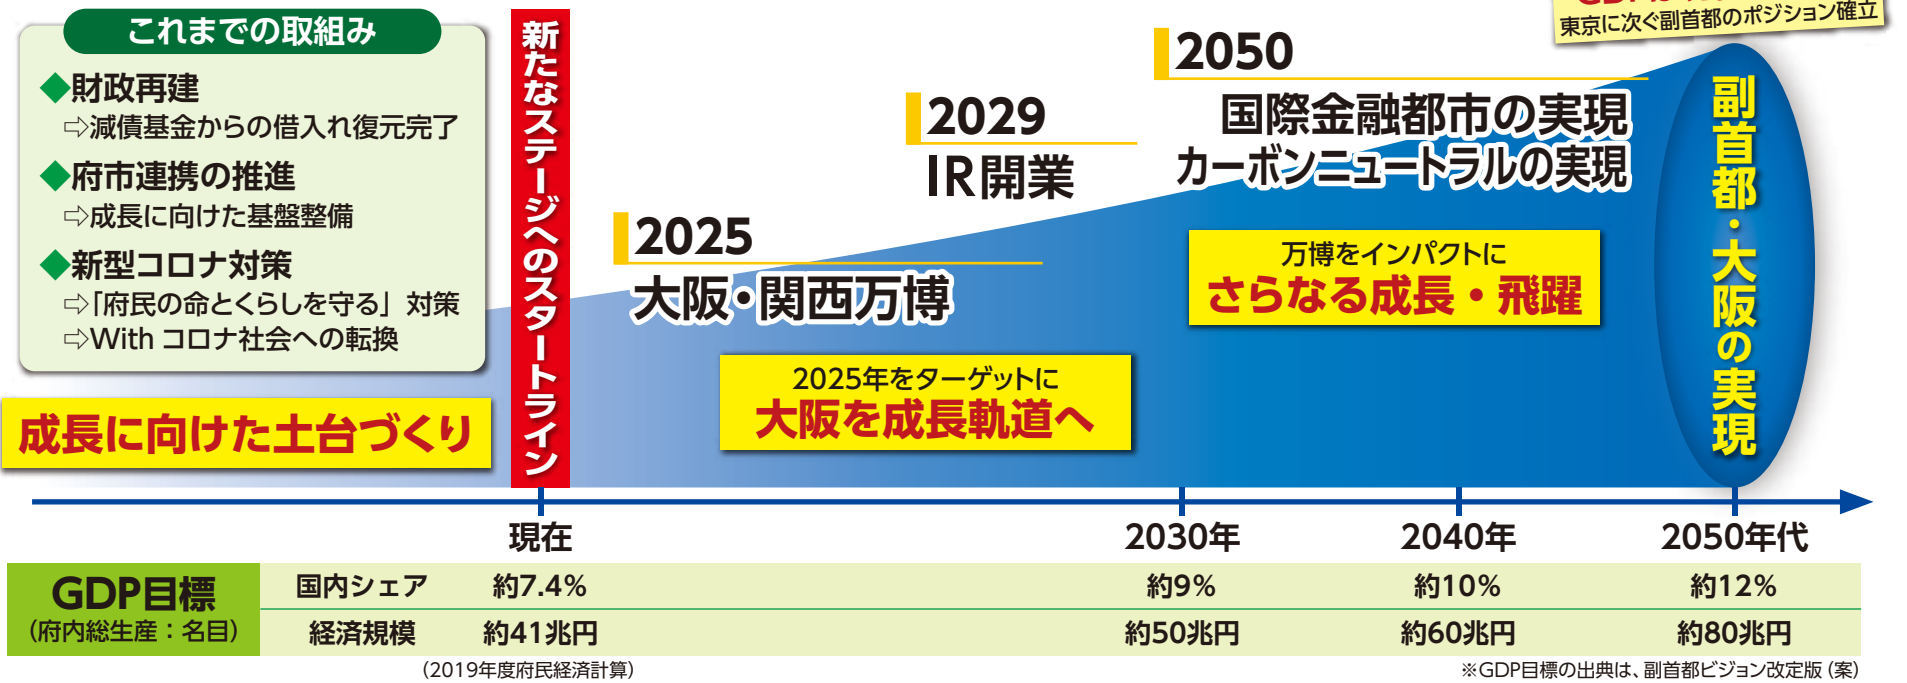 これまでの取組み
◆財政再建
⇨減債基金からの借入れ復元完了
◆府市連携の推進
⇨成長に向けた基盤整備
◆新型コロナ対策
⇨「府民の命とくらしを守る」対策
⇨With コロナ社会への転換
成長に向けた土台づくり
新たなステージへのスタートライン
2025
大阪・関西万博
2025年をターゲットに
大阪を成長軌道へ
2029
IR開業
2050
国際金融都市の実現
カーボンニュートラルの実現
万博をインパクトに
さらなる成長・飛躍
東京に次ぐ副首都のポジション確立
副首都・大阪の実現
現在 2030年 2040年 2050年代
GDP目標
（府内総生産：名目）
国内シェア 約7.4% 約9% 約10% 約12%
経済規模 約41兆円 約50兆円 約60兆円 約80兆円
（2019年度府民経済計算）
※GDP目標の出典は、副首都ビジョン改定版（案）